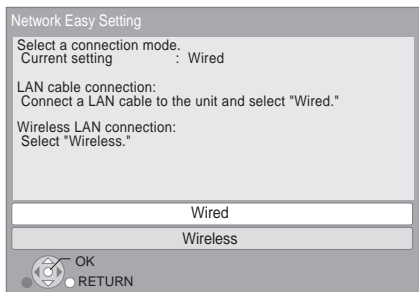 Network Easy Setting
Select a connection mode.
Current setting : Wired
LAN cable connection:
Connect a LAN cable to the unit and select "Wired."
Wireless LAN connection:
Select "Wireless."
Wired
Wireless
OK
RETURN